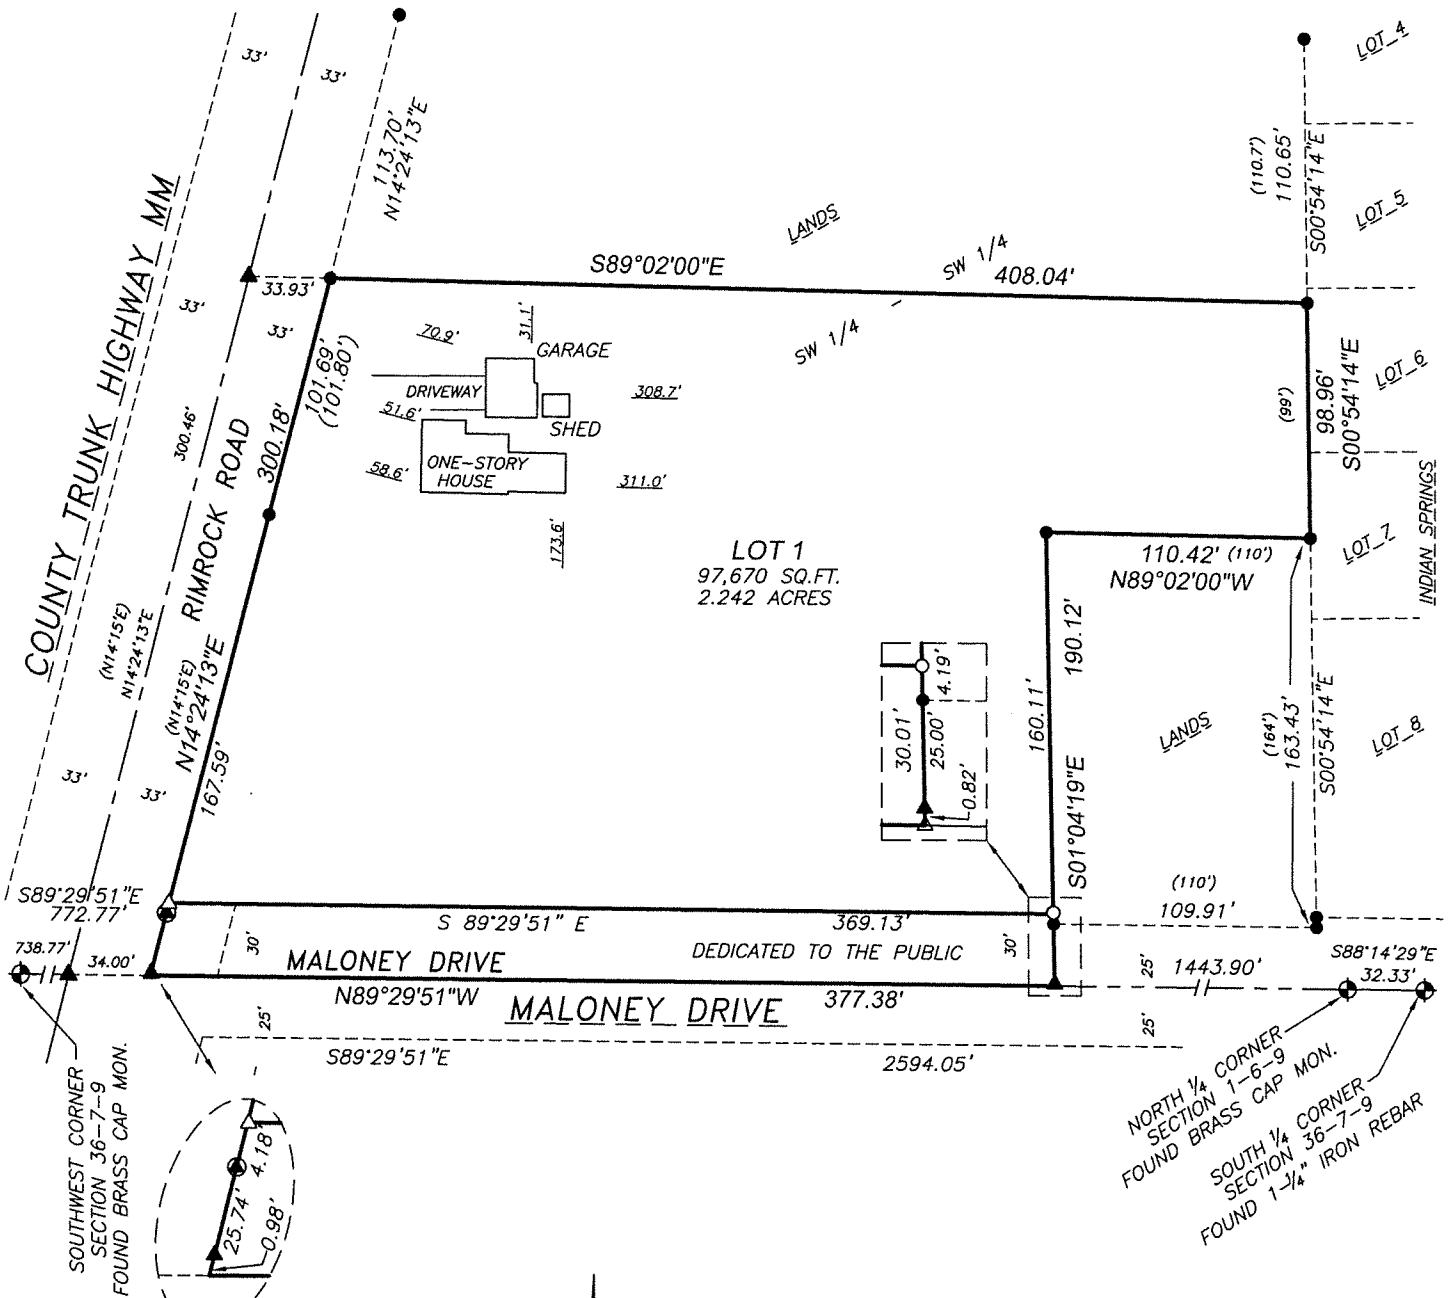 LOT 4
33'
33'
113.70'
N14°24'13"E
(110.7')
110.65'
S00°54'14"E
LOT 5
COUNTY TRUNK HIGHWAY MM
LANDS
S89°02'00"E
SW 1/4
408.04'
SW 1/4
33.93'
33'
33'
101.69'
(101.80')
70.9'
31.1'
GARAGE
DRIVEWAY
308.7'
51.6'
SHED
ONE-STORY
HOUSE
58.6'
311.0'
173.6'
(99')
98.96'
S00°54'14"E
LOT 6
300.46'
RIMROCK ROAD
300.18'
LOT 1
97,670 SQ.FT.
2.242 ACRES
110.42' (110')
N89°02'00"W
LOT 7
INDIAN SPRINGS
(N14°15'E)
N14°24'13"E
(N14°15'E)
N14°24'13"E
167.59'
33'
33'
190.12'
160.11'
S01°04'19"E
4.19'
30.01'
25.00'
0.82'
LANDS
(164')
163.43'
S00°54'14"E
LOT 8
S89°29'51"E
772.77'
S 89°29'51" E
369.13'
(110')
109.91'
738.77'
34.00'
30'
MALONEY DRIVE
DEDICATED TO THE PUBLIC
30'
25'
1443.90'
S88°14'29"E
32.33'
N89°29'51"W
377.38'
MALONEY DRIVE
25'
25'
S89°29'51"E
2594.05'
SOUTHWEST CORNER
SECTION 36-7-9
FOUND BRASS CAP MON.
4.18'
25.74'
0.98'
NORTH 1/4 CORNER
SECTION 1-6-9
FOUND BRASS CAP MON.
SOUTH 1/4 CORNER
SECTION 36-7-9
FOUND 1-1/4" IRON REBAR